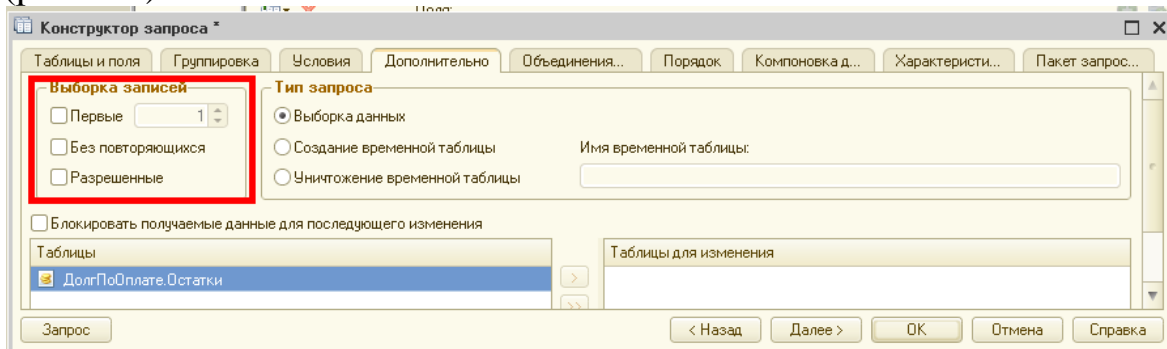 Конструктор запроса *
Таблицы и поля Группировка Условия Дополнительно Объединения... Порядок Компоновка д... Характеристи... Пакет запрос...
Выборка записей Тип запроса
Первые 1 Выборка данных
Без повторяющихся Создание временной таблицы Имя временной таблицы:
Разрешенные Уничтожение временной таблицы
Блокировать получаемые данные для последующего изменения
Таблицы Таблицы для изменения
ДолгПоОплате.Остатки >
>>
Запрос < Назад Далее > ОК Отмена Справка